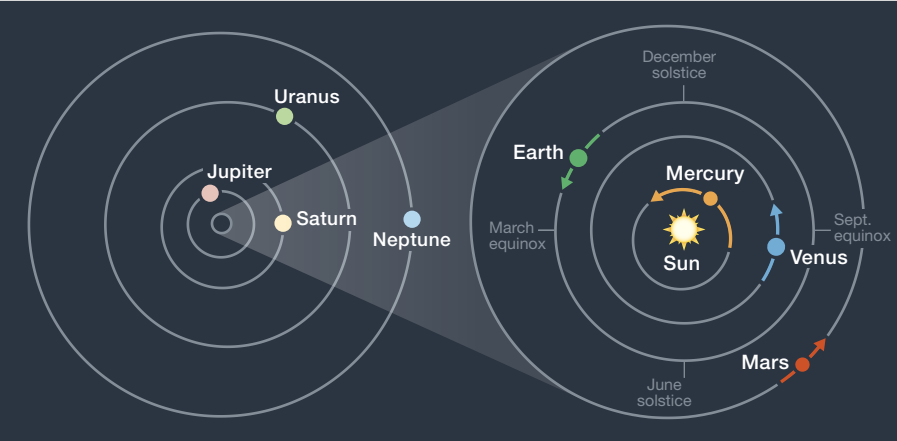 Uranus
Jupiter
Saturn
Neptune
December
solstice
Earth
Mercury
March
equinox
Sept.
equinox
Sun
Venus
Mars
June
solstice